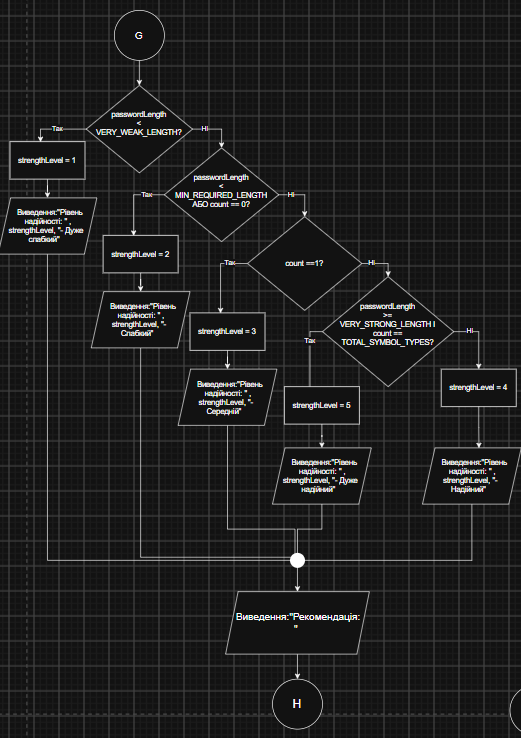 G
passwordLength
<
VERY_WEAK_LENGTH?
Так
Ні
strengthLevel = 1
passwordLength
<
MIN_REQUIRED_LENGTH
АБО count == 0?
Так
Ні
Виведення:"Рівень
надійності: " ,
strengthLevel, "- Дуже
слабкий"
strengthLevel = 2
count ==1?
Так
Ні
Виведення:"Рівень
надійності: " ,
strengthLevel, "-
Слабкий"
strengthLevel = 3
passwordLength
>=
VERY_STRONG_LENGTH І
count ==
TOTAL_SYMBOL_TYPES?
Так
Ні
Виведення:"Рівень
надійності: " ,
strengthLevel, "-
Середній"
strengthLevel = 5
strengthLevel = 4
Виведення:"Рівень
надійності: " ,
strengthLevel, "- Дуже
надійний"
Виведення:"Рівень
надійності: " ,
strengthLevel, "-
Надійний"
Виведення:"Рекомендація:
"
H